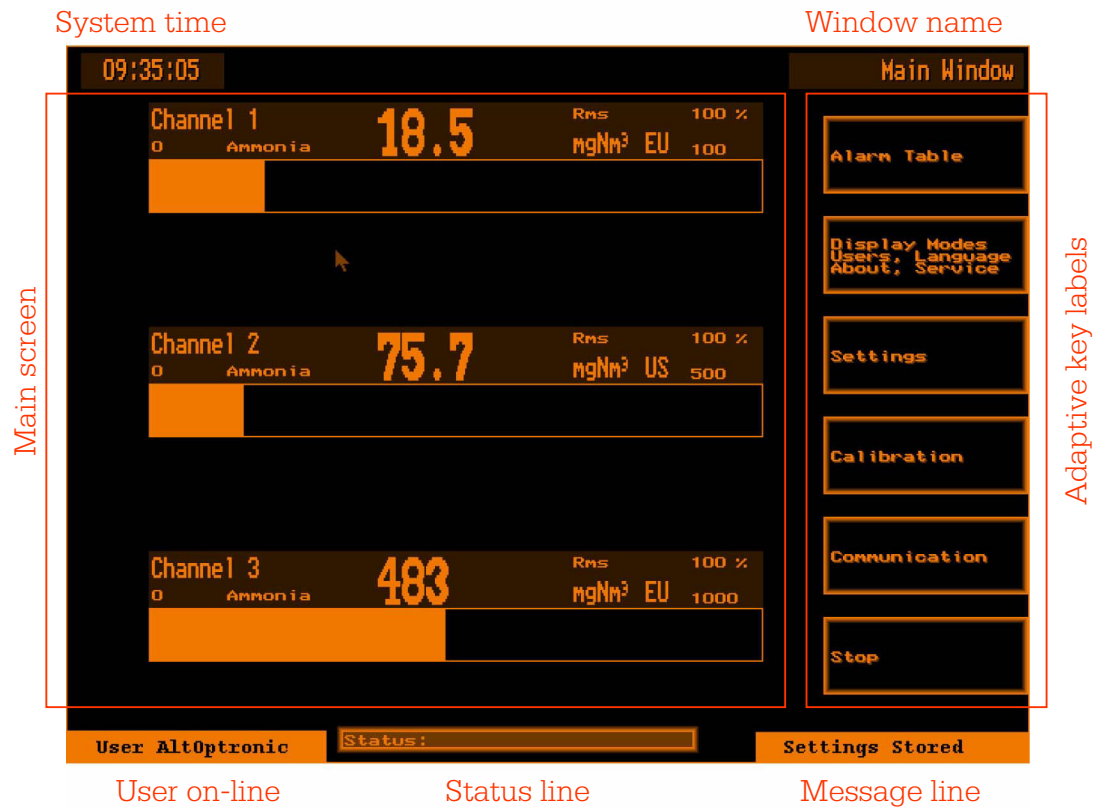 System time
Window name
09:35:05
Main Window
Channel 1
18.5
Rms
100 %
0
Ammonia
mgNm³ EU
100
Channel 2
75.7
Rms
100 %
0
Ammonia
mgNm³ US
500
Channel 3
483
Rms
100 %
0
Ammonia
mgNm³ EU
1000
Alarm Table
Display Modes
Users, Language
About, Service
Settings
Calibration
Communication
Stop
Main screen
Adaptive key labels
User AltOptronic
Status:
Settings Stored
User on-line
Status line
Message line